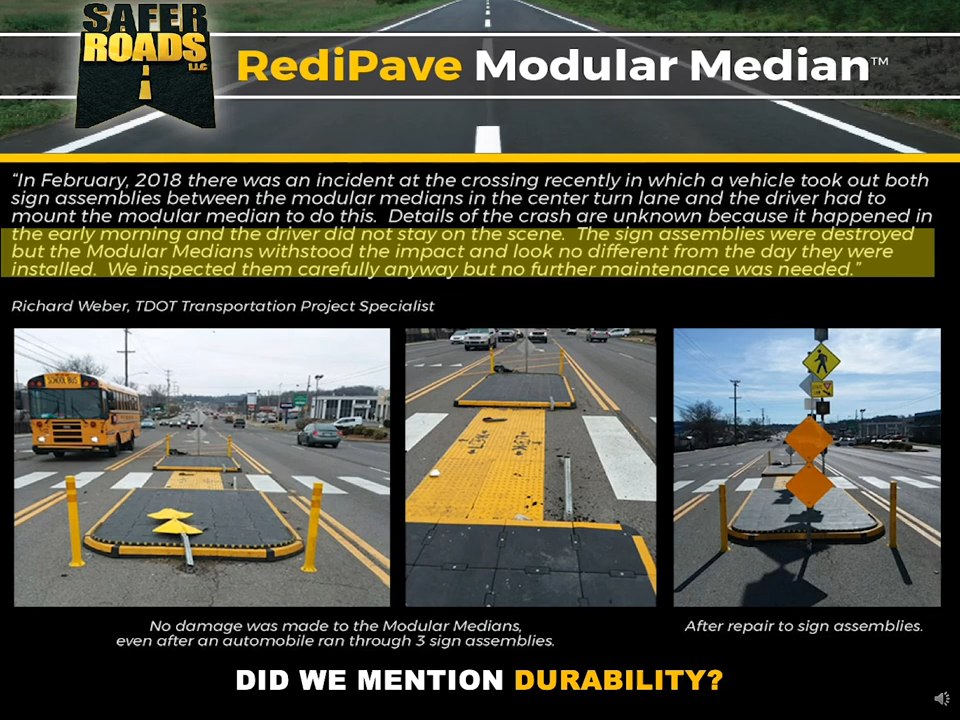 SAFER
ROADS
LLC
RediPave Modular Median™
"In February, 2018 there was an incident at the crossing recently in which a vehicle took out both
sign assemblies between the modular medians in the center turn lane and the driver had to
mount the modular median to do this.  Details of the crash are unknown because it happened in
the early morning and the driver did not stay on the scene.  The sign assemblies were destroyed
but the Modular Medians withstood the impact and look no different from the day they were
installed.  We inspected them carefully anyway but no further maintenance was needed."
Richard Weber, TDOT Transportation Project Specialist
SCHOOL BUS
LOOK
No damage was made to the Modular Medians,
even after an automobile ran through 3 sign assemblies.
After repair to sign assemblies.
DID WE MENTION DURABILITY?